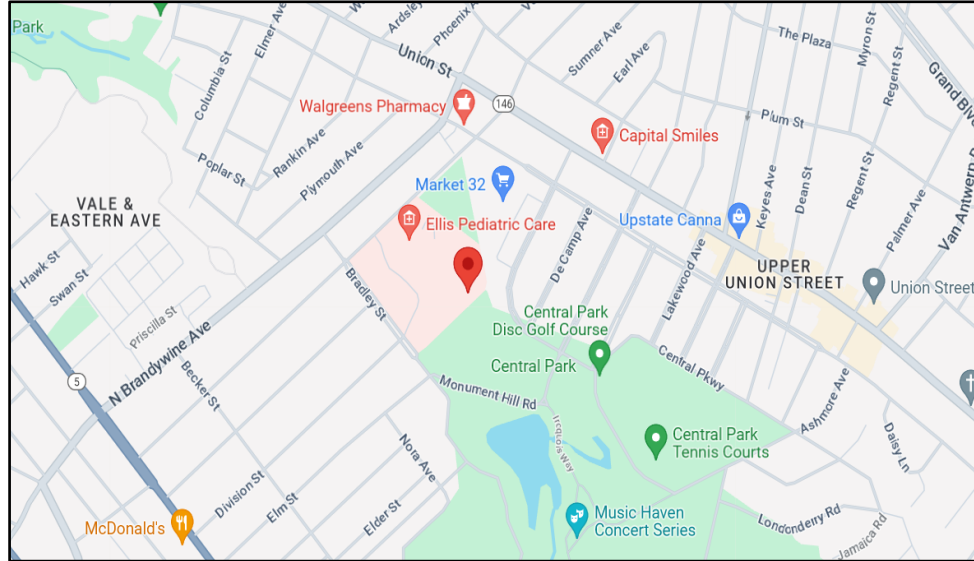 Park
Columbia St
Elmer Ave
Ardsley
Phoenix A
Union St
Sumner Ave
Earl Ave
The Plaza
Myron St
Regent St
Grand Blv
Walgreens Pharmacy
146
Capital Smiles
Plum St
Rankin Ave
Plymouth Ave
Poplar St
Market 32
Keyes Ave
Dean St
Regent St
Palmer Ave
Van Antwerp
VALE &
EASTERN AVE
Ellis Pediatric Care
De Camp Ave
Upstate Canna
Lakewood Ave
UPPER
UNION STREET
Union Street
Hawk St
Swan St
Bradley St
Priscilla St
Central Park
Disc Golf Course
Central Park
Central Pkwy
N Brandywine Ave
5
Becker St
Monument Hill Rd
Iroquois Way
Ashmore Ave
Daisy Ln
Central Park
Tennis Courts
Nora Ave
Division St
Elm St
Elder St
McDonald's
Music Haven
Concert Series
Londonderry Rd
Jamaica Rd